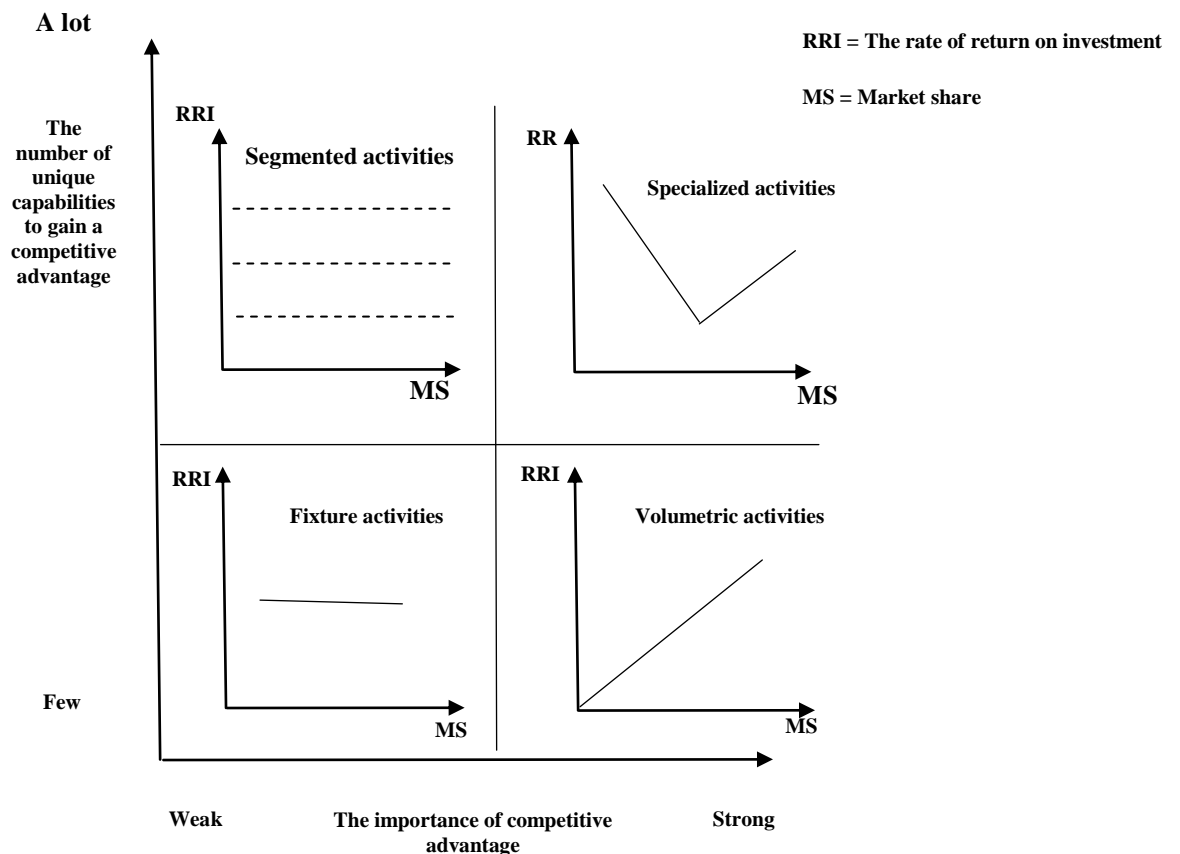 A lot
RRI = The rate of return on investment
MS = Market share
The
number of
unique
capabilities
to gain a
competitive
advantage
RRI
Segmented activities
MS
RR
Specialized activities
MS
RRI
Fixture activities
MS
RRI
Volumetric activities
MS
Few
Weak
The importance of competitive
advantage
Strong